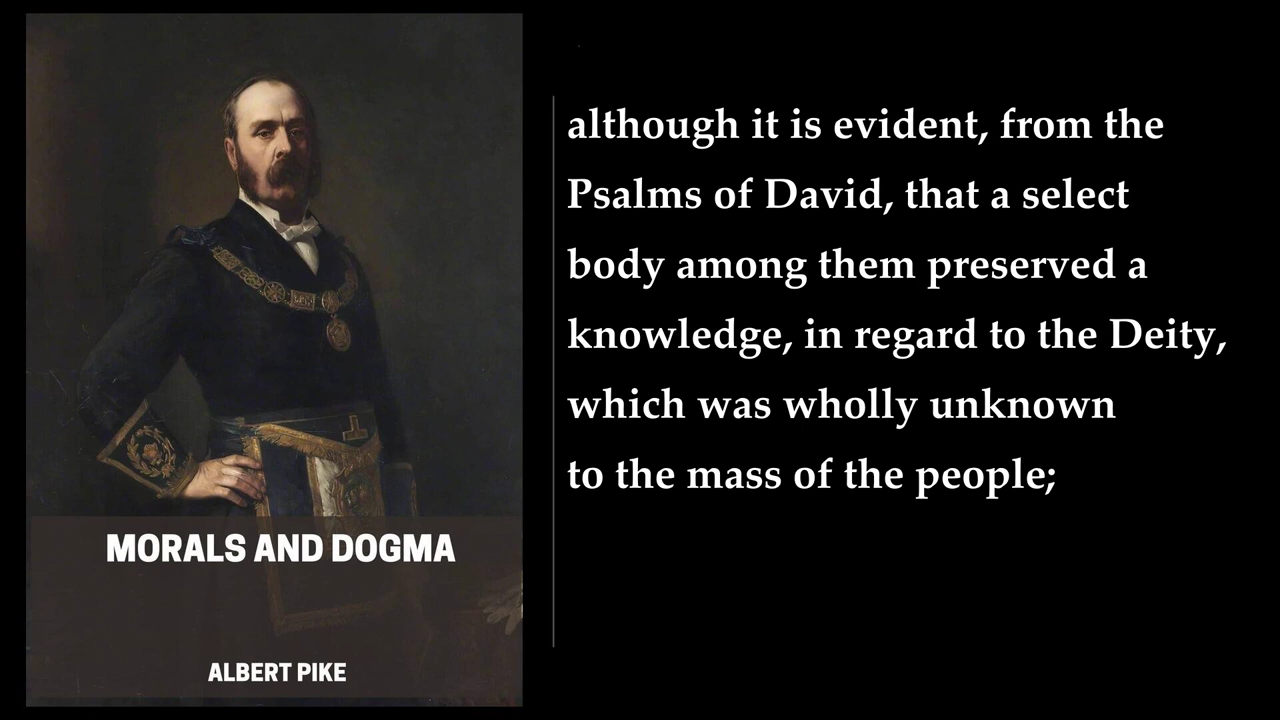 MORALS AND DOGMA
ALBERT PIKE
although it is evident, from the
Psalms of David, that a select
body among them preserved a
knowledge, in regard to the Deity,
which was wholly unknown
to the mass of the people;